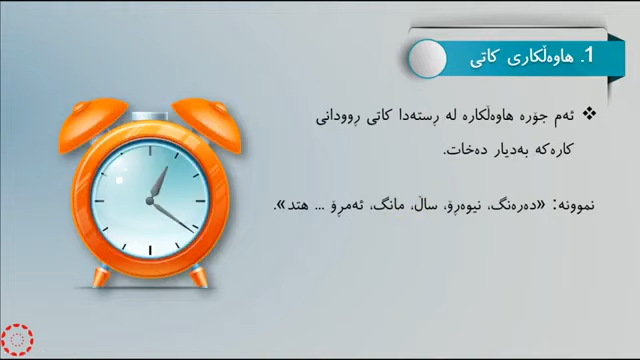 1. هاوەڵکاری کاتی
❖ ئەم جۆرە هاوەڵکارە لە ڕستەدا کاتی ڕوودانی
کارەکە بەدیار دەخات.
نموونە: «دەرەنگ، نیوەڕۆ، ساڵ، مانگ، ئەمڕۆ ... هتد».